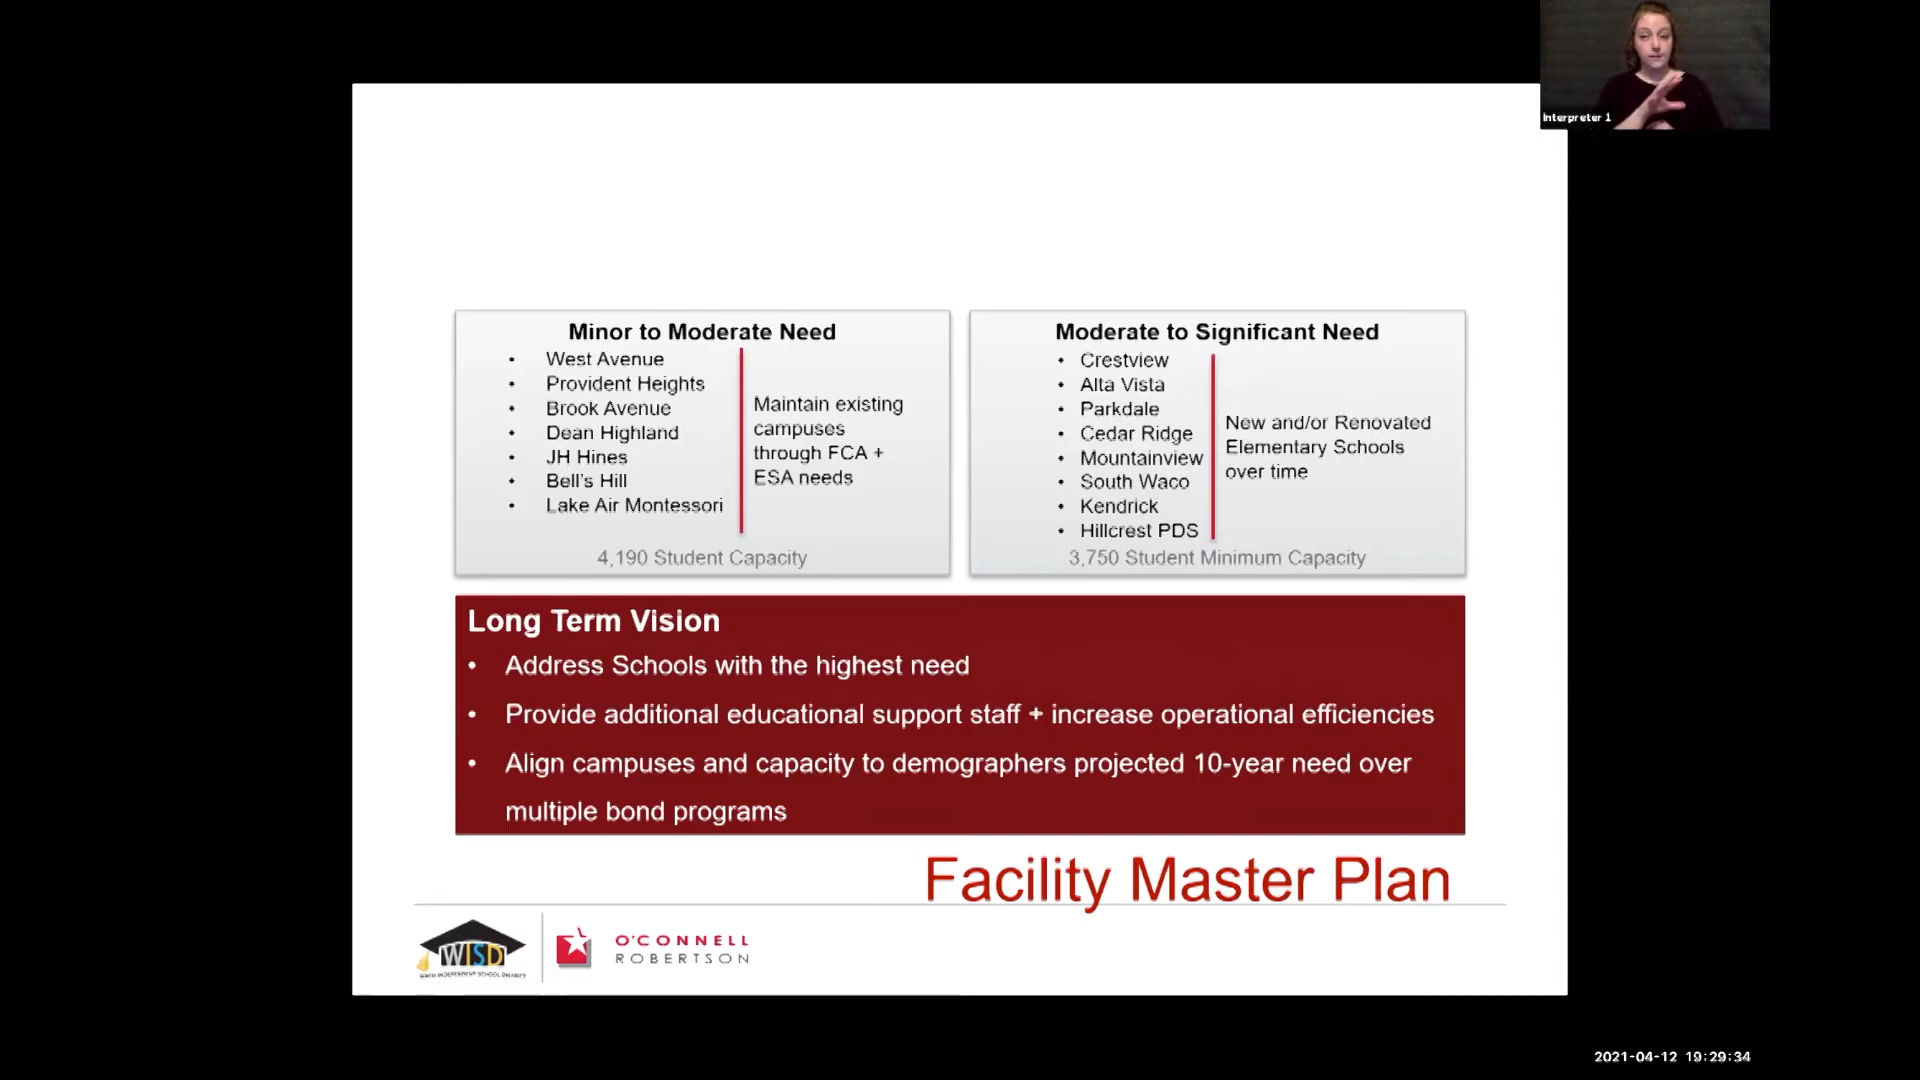 Interpreter 1
Minor to Moderate Need
• West Avenue
• Provident Heights
• Brook Avenue
• Dean Highland
• JH Hines
• Bell's Hill
• Lake Air Montessori
Maintain existing
campuses
through FCA +
ESA needs
4,190 Student Capacity
Moderate to Significant Need
• Crestview
• Alta Vista
• Parkdale
• Cedar Ridge
• Mountainview
• South Waco
• Kendrick
• Hillcrest PDS
New and/or Renovated
Elementary Schools
over time
3,750 Student Minimum Capacity
Long Term Vision
• Address Schools with the highest need
• Provide additional educational support staff + increase operational efficiencies
• Align campuses and capacity to demographers projected 10-year need over
multiple bond programs
Facility Master Plan
WISD
WACO INDEPENDENT SCHOOL DISTRICT
O'CONNELL
ROBERTSON
2021-04-12 19:29:34